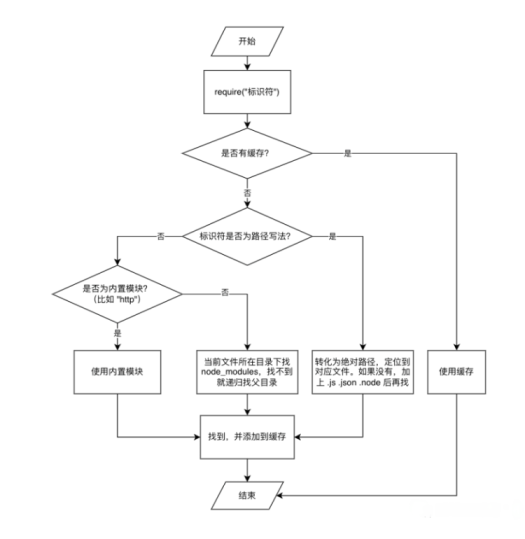 开始
require("标识符")
是否有缓存?
是
否
标识符是否为路径写法?
否
是
是否为内置模块?
(比如 "http")
否
是
使用内置模块
当前文件所在目录下找
node_modules，找不到
就递归找父目录
转化为绝对路径，定位到
对应文件。如果没有，加
上 .js .json .node 后再找
使用缓存
找到，并添加到缓存
结束